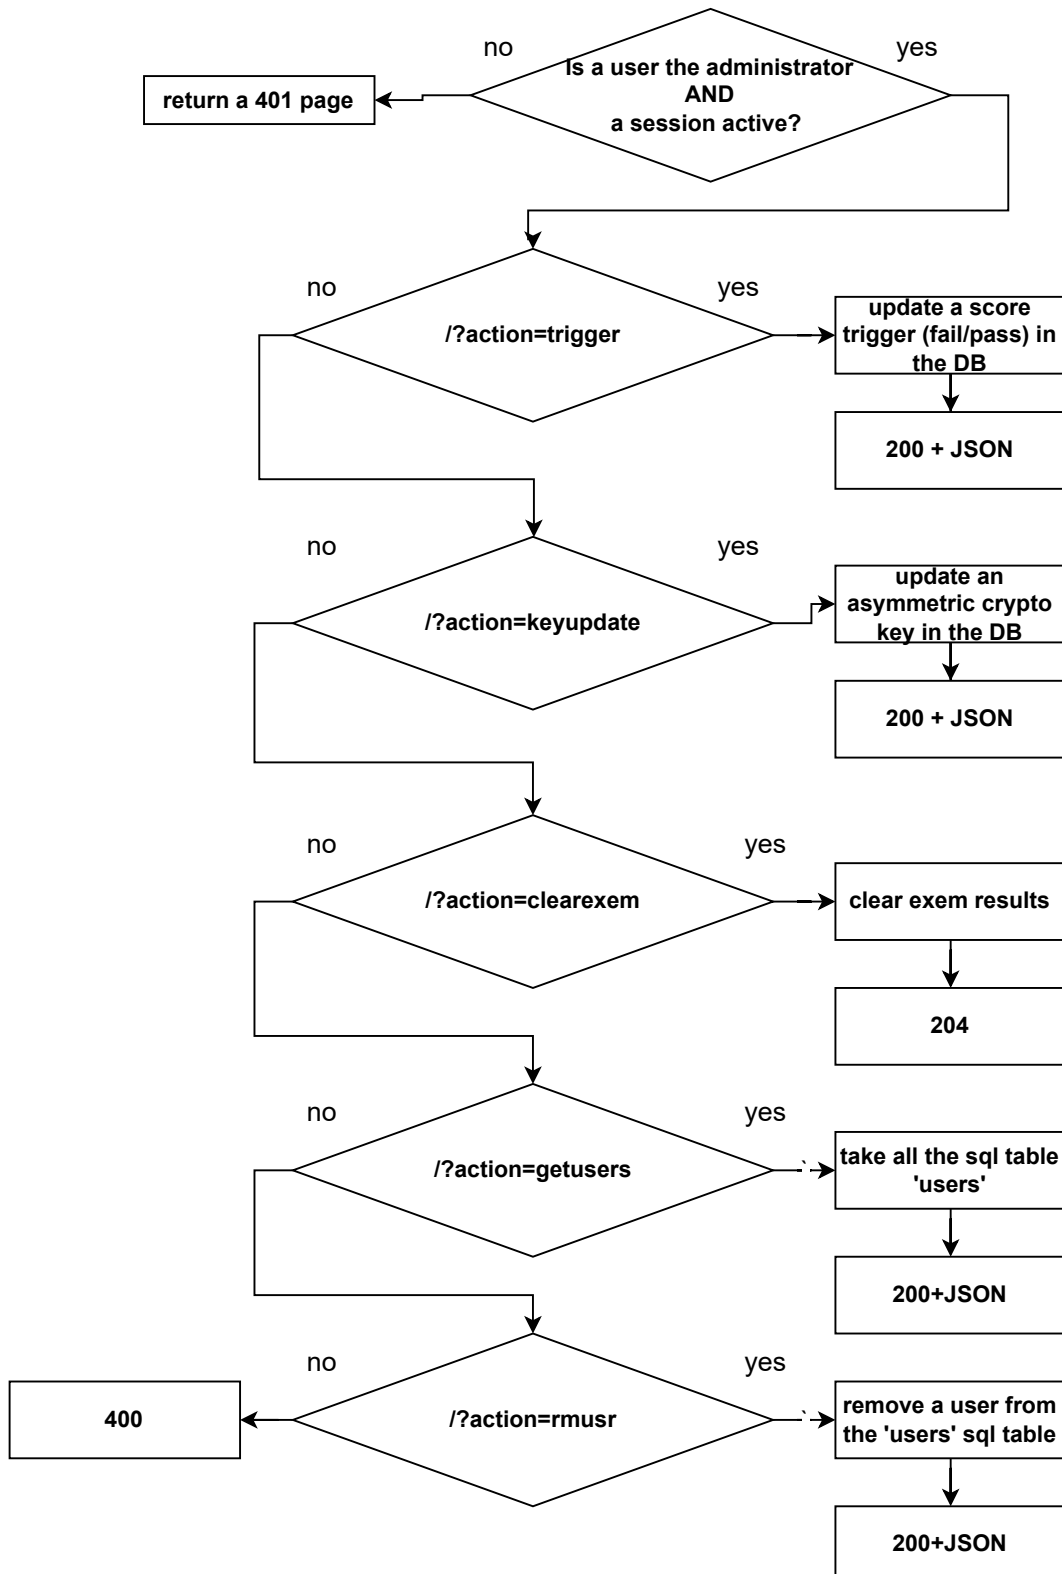 no
yes
Is a user the administrator
AND
a session active?
return a 401 page
no
yes
/?action=trigger
update a score
trigger (fail/pass) in
the DB
200 + JSON
no
yes
/?action=keyupdate
update an
asymmetric crypto
key in the DB
200 + JSON
no
yes
/?action=clearexem
clear exem results
204
no
yes
/?action=getusers
`
take all the sql table
'users'
200+JSON
no
yes
400
/?action=rmusr
`
remove a user from
the 'users' sql table
200+JSON